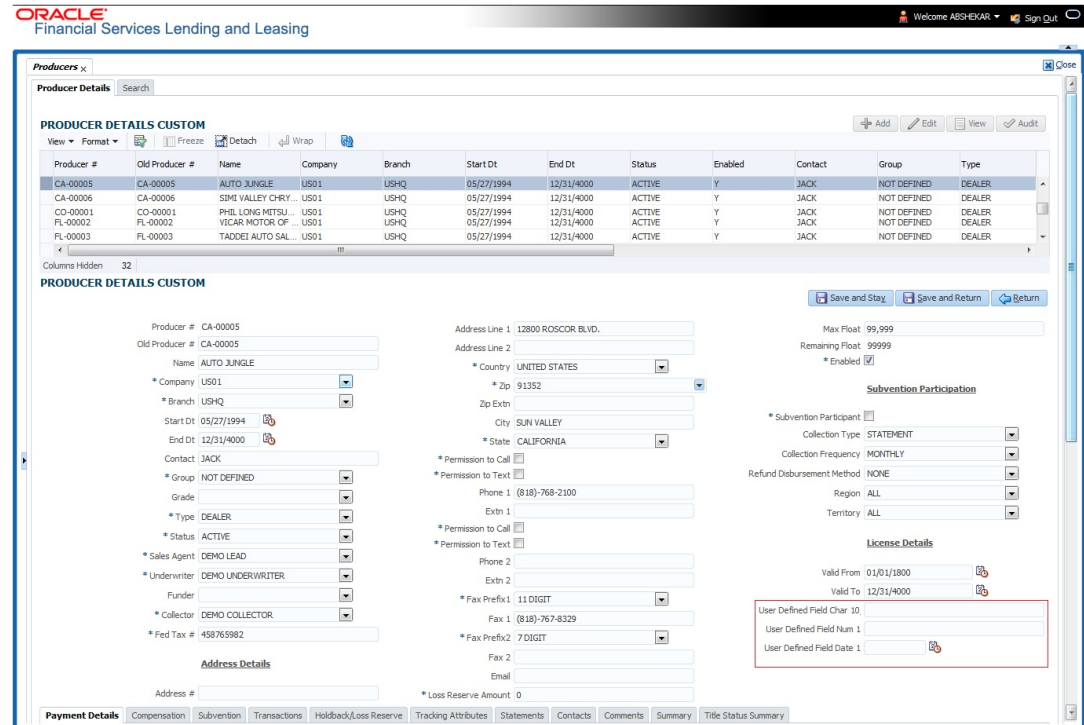 ORACLE
Financial Services Lending and Leasing
Welcome ABSHEKAR Sign Out
Producers x
Close
Producer Details Search
PRODUCER DETAILS CUSTOM
Add Edit View Audit
View Format Freeze Detach Wrap
Producer # Old Producer # Name Company Branch Start Dt End Dt Status Enabled Contact Group Type
CA-00005 CA-00005 AUTO JUNGLE US01 USHQ 05/27/1994 12/31/4000 ACTIVE Y JACK NOT DEFINED DEALER
CA-00006 CA-00006 SIMI VALLEY CHRY... US01 USHQ 05/27/1994 12/31/4000 ACTIVE Y JACK NOT DEFINED DEALER
CO-00001 CO-00001 PHIL LONG MITSU... US01 USHQ 05/27/1994 12/31/4000 ACTIVE Y JACK NOT DEFINED DEALER
FL-00002 FL-00002 VICAR MOTOR OF ... US01 USHQ 05/27/1994 12/31/4000 ACTIVE Y JACK NOT DEFINED DEALER
FL-00003 FL-00003 TADDEI AUTO SAL... US01 USHQ 05/27/1994 12/31/4000 ACTIVE Y JACK NOT DEFINED DEALER
Columns Hidden 32
PRODUCER DETAILS CUSTOM
Save and Stay Save and Return Return
Producer # CA-00005
Old Producer # CA-00005
Name AUTO JUNGLE
* Company US01
* Branch USHQ
Start Dt 05/27/1994
End Dt 12/31/4000
Contact JACK
* Group NOT DEFINED
Grade
* Type DEALER
* Status ACTIVE
* Sales Agent DEMO LEAD
* Underwriter DEMO UNDERWRITER
Funder
* Collector DEMO COLLECTOR
* Fed Tax # 458765982
Address Details
Address #
Address Line 1 12800 ROSCOR BLVD.
Address Line 2
* Country UNITED STATES
* Zip 91352
Zip Extn
City SUN VALLEY
* State CALIFORNIA
* Permission to Call
* Permission to Text
Phone 1 (818)-768-2100
Extn 1
* Permission to Call
* Permission to Text
Phone 2
Extn 2
* Fax Prefix1 11 DIGIT
Fax 1 (818)-767-8329
* Fax Prefix2 7 DIGIT
Fax 2
Email
* Loss Reserve Amount 0
Max Float 99,999
Remaining Float 99999
* Enabled
Subvention Participation
* Subvention Participant
Collection Type STATEMENT
Collection Frequency MONTHLY
Refund Disbursement Method NONE
Region ALL
Territory ALL
License Details
Valid From 01/01/1800
Valid To 12/31/4000
User Defined Field Char 10
User Defined Field Num 1
User Defined Field Date 1
Payment Details Compensation Subvention Transactions Holdback/Loss Reserve Tracking Attributes Statements Contacts Comments Summary Title Status Summary